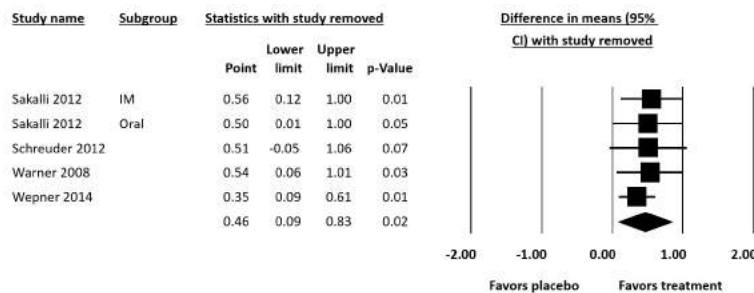 Study name Subgroup Statistics with study removed Difference in means (95%
CI) with study removed
Lower Upper
Point limit limit p-Value
Sakalli 2012 IM 0.56 0.12 1.00 0.01
Sakalli 2012 Oral 0.50 0.01 1.00 0.05
Schreuder 2012 0.51 -0.05 1.06 0.07
Warner 2008 0.54 0.06 1.01 0.03
Wepner 2014 0.35 0.09 0.61 0.01
0.46 0.09 0.83 0.02
-2.00 -1.00 0.00 1.00 2.00
Favors placebo Favors treatment